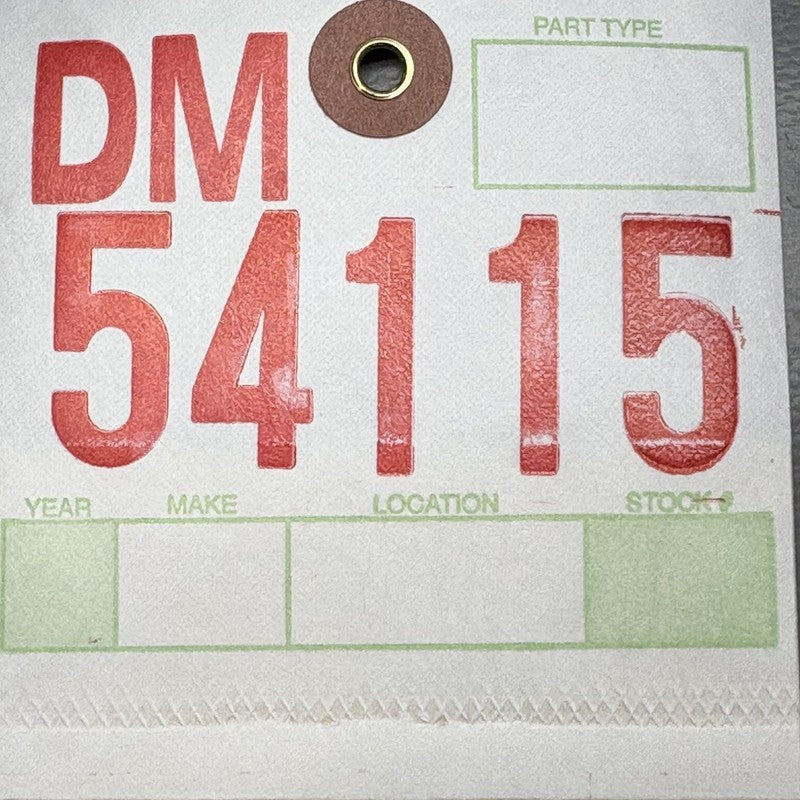 DM
PART TYPE
54115
YEAR MAKE LOCATION STOCK #